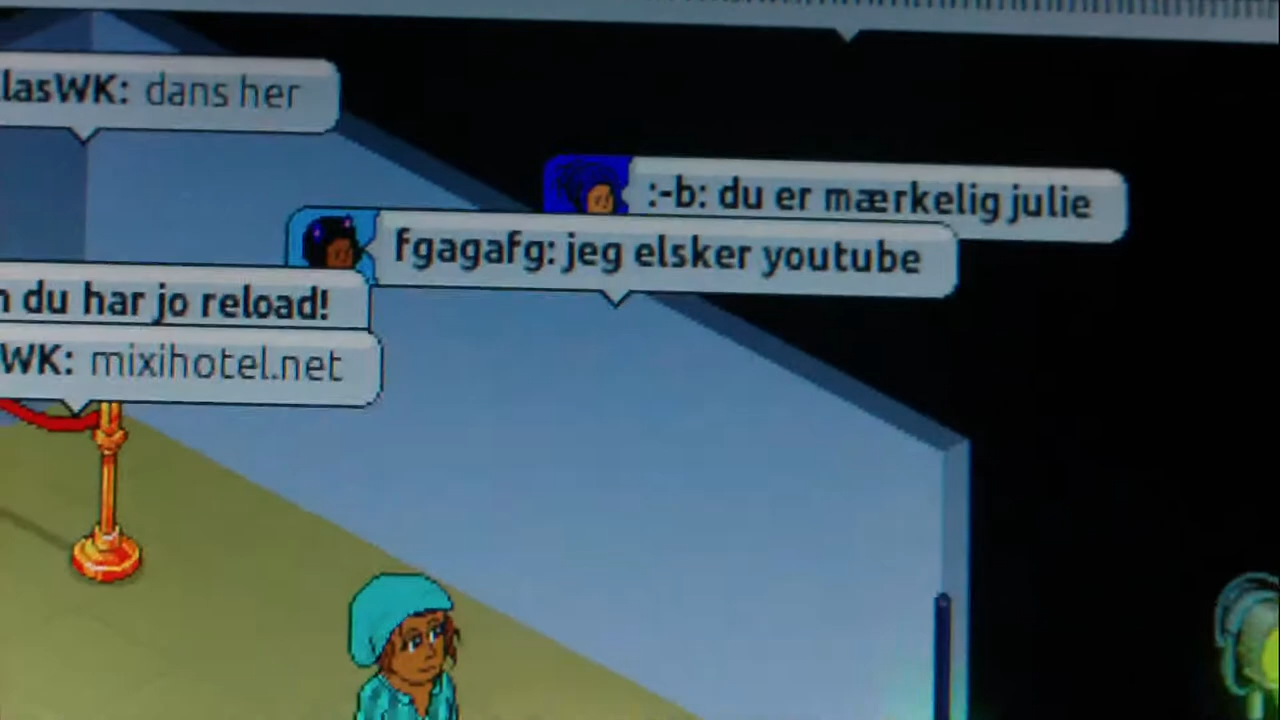 lasWK: dans her
:-b: du er mærkelig julie
fgagafg: jeg elsker youtube
du har jo reload!
WK: mixihotel.net